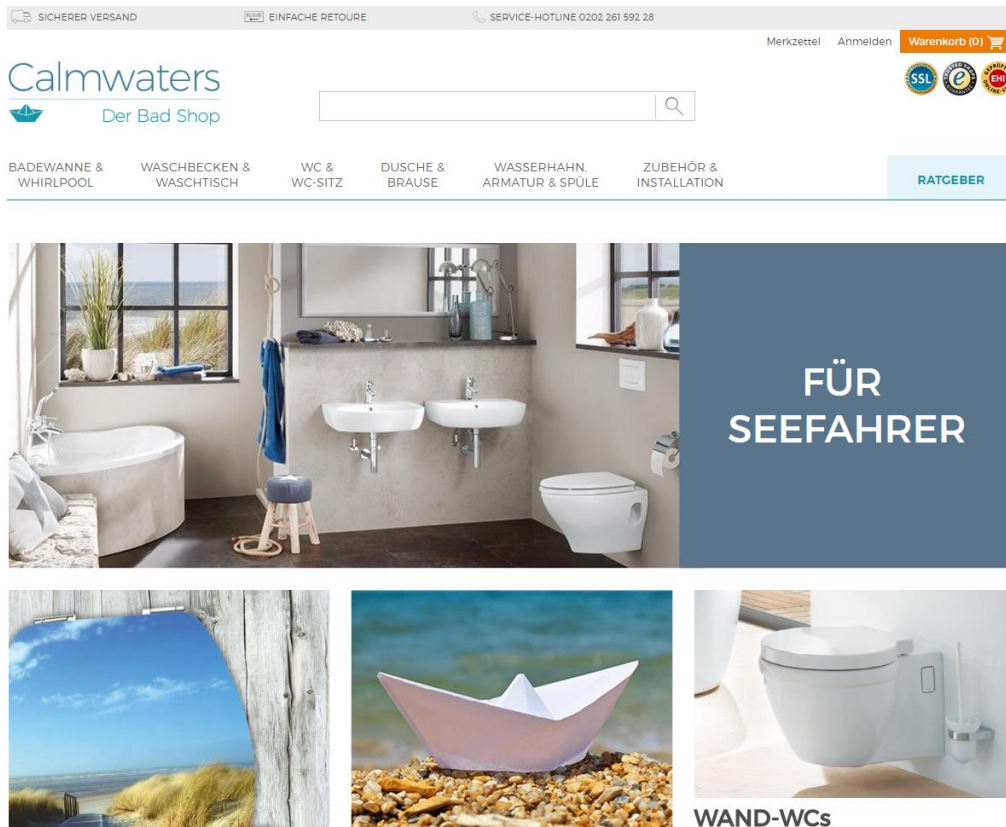 SICHERER VERSAND
EINFACHE RETOURE
SERVICE-HOTLINE 0202 261 592 28
Merkzettel
Anmelden
Warenkorb (0)
Calmwaters
Der Bad Shop
SSL
EHI
BADEWANNE &
WHIRLPOOL
WASCHBECKEN &
WASCHTISCH
WC &
WC-SITZ
DUSCHE &
BRAUSE
WASSERHAHN,
ARMATUR & SPÜLE
ZUBEHÖR &
INSTALLATION
RATGEBER
FÜR
SEEFAHRER
WAND-WCs